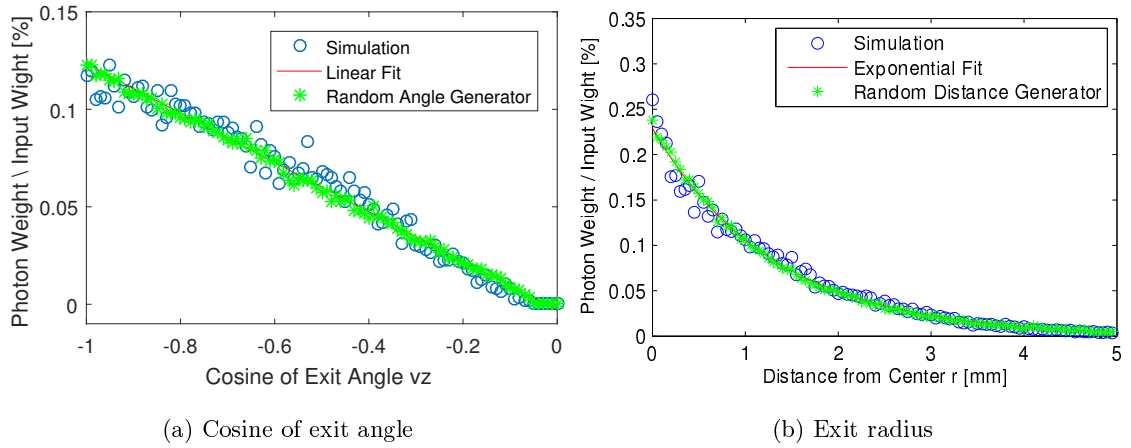 0.15
0.1
0.05
0
-1
-0.8
-0.6
-0.4
-0.2
0
Photon Weight \ Input Wight [%]
Cosine of Exit Angle vz
Simulation
Linear Fit
Random Angle Generator
(a) Cosine of exit angle
0.35
0.3
0.25
0.2
0.15
0.1
0.05
0
0
1
2
3
4
5
Photon Weight / Input Wight [%]
Distance from Center r [mm]
Simulation
Exponential Fit
Random Distance Generator
(b) Exit radius